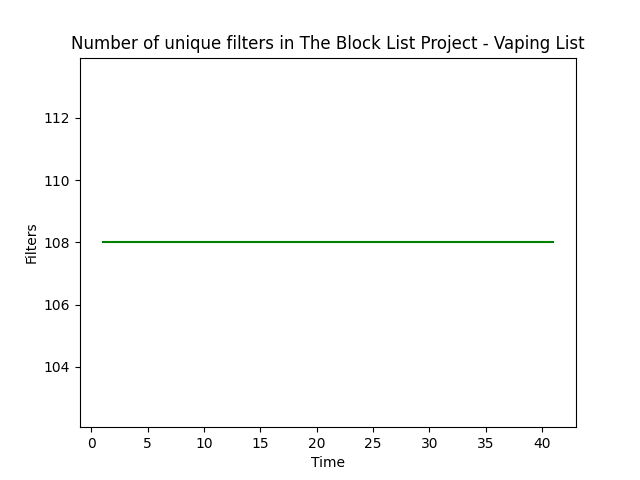 Number of unique filters in The Block List Project - Vaping List
112
110
108
106
104
Filters
0 5 10 15 20 25 30 35 40
Time